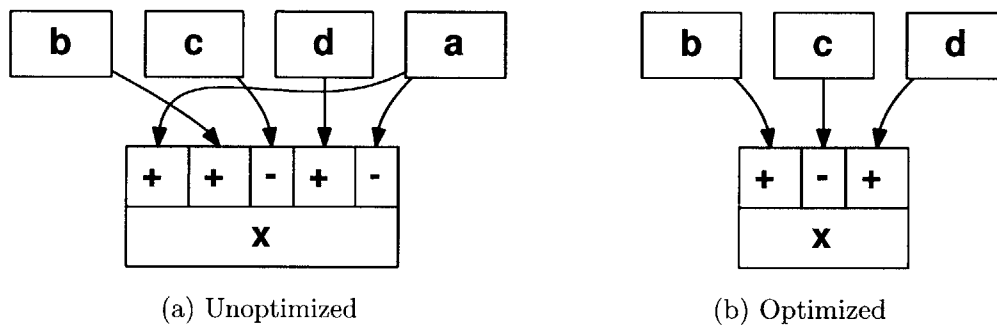 b c d a b c d
+ + - + - + - +
x x
(a) Unoptimized (b) Optimized